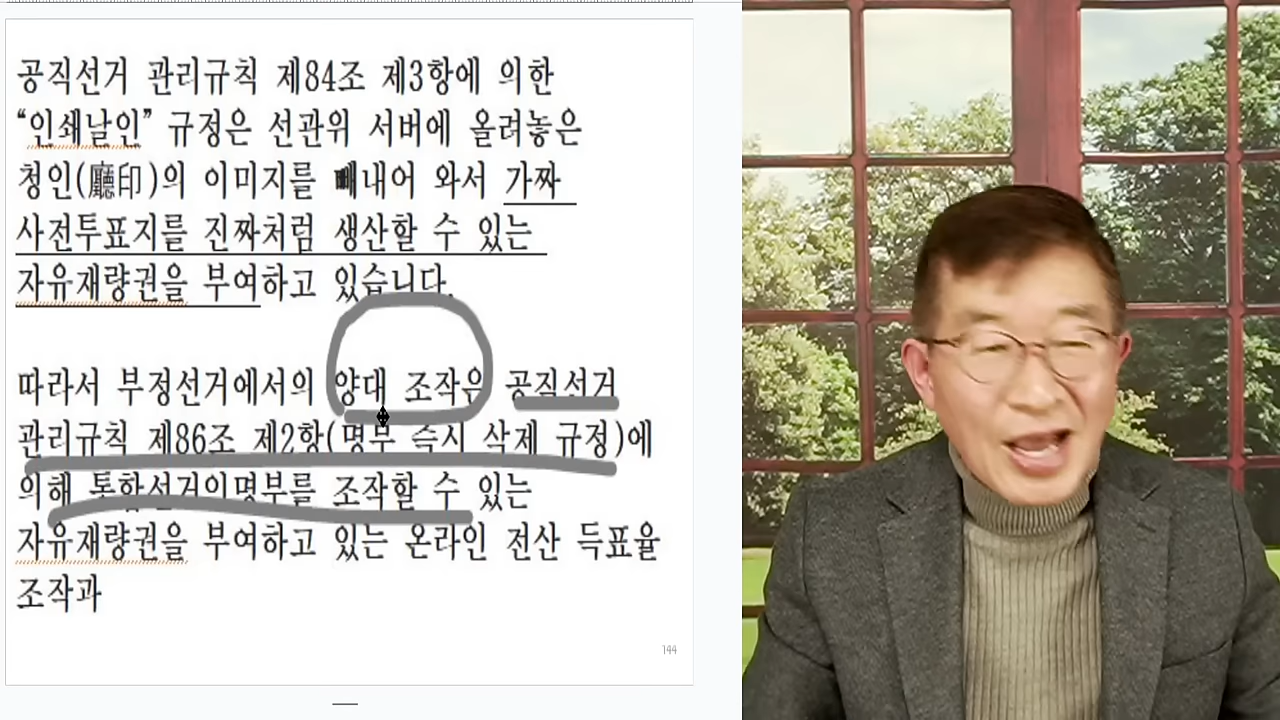 공직선거 관리규칙 제84조 제3항에 의한
“인쇄날인” 규정은 선관위 서버에 올려놓은
청인(廳印)의 이미지를 빼내어 와서 가짜
사전투표지를 진짜처럼 생산할 수 있는
자유재량권을 부여하고 있습니다.
따라서 부정선거에서의 양대 조작은 공직선거
관리규칙 제86조 제2항(명부 즉시 삭제 규정)에
의해 통합선거인명부를 조작할 수 있는
자유재량권을 부여하고 있는 온라인 전산 득표율
조작과
144